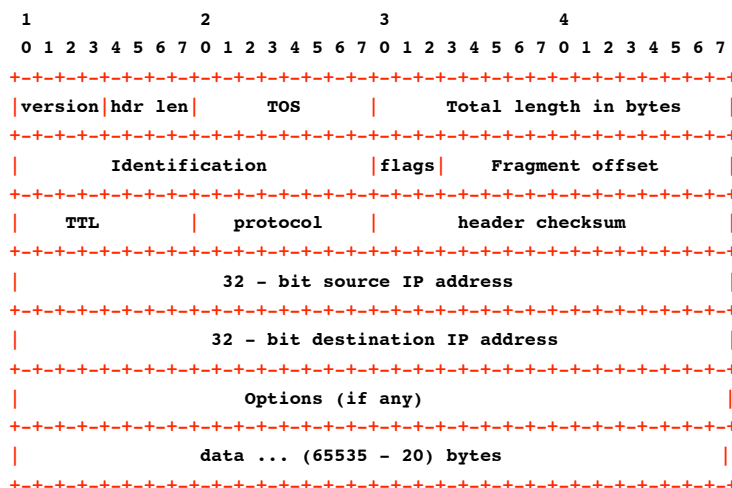 1 2 3 4
0 1 2 3 4 5 6 7 0 1 2 3 4 5 6 7 0 1 2 3 4 5 6 7 0 1 2 3 4 5 6 7
+-+-+-+-+-+-+-+-+-+-+-+-+-+-+-+-+-+-+-+-+-+-+-+-+-+-+-+-+-+-+-+-+
|version|hdr len| TOS | Total length in bytes |
+-+-+-+-+-+-+-+-+-+-+-+-+-+-+-+-+-+-+-+-+-+-+-+-+-+-+-+-+-+-+-+-+
| Identification |flags| Fragment offset |
+-+-+-+-+-+-+-+-+-+-+-+-+-+-+-+-+-+-+-+-+-+-+-+-+-+-+-+-+-+-+-+-+
| TTL | protocol | header checksum |
+-+-+-+-+-+-+-+-+-+-+-+-+-+-+-+-+-+-+-+-+-+-+-+-+-+-+-+-+-+-+-+-+
| 32 - bit source IP address |
+-+-+-+-+-+-+-+-+-+-+-+-+-+-+-+-+-+-+-+-+-+-+-+-+-+-+-+-+-+-+-+-+
| 32 - bit destination IP address |
+-+-+-+-+-+-+-+-+-+-+-+-+-+-+-+-+-+-+-+-+-+-+-+-+-+-+-+-+-+-+-+-+
| Options (if any) |
+-+-+-+-+-+-+-+-+-+-+-+-+-+-+-+-+-+-+-+-+-+-+-+-+-+-+-+-+-+-+-+-+
| data ... (65535 - 20) bytes |
+-+-+-+-+-+-+-+-+-+-+-+-+-+-+-+-+-+-+-+-+-+-+-+-+-+-+-+-+-+-+-+-+